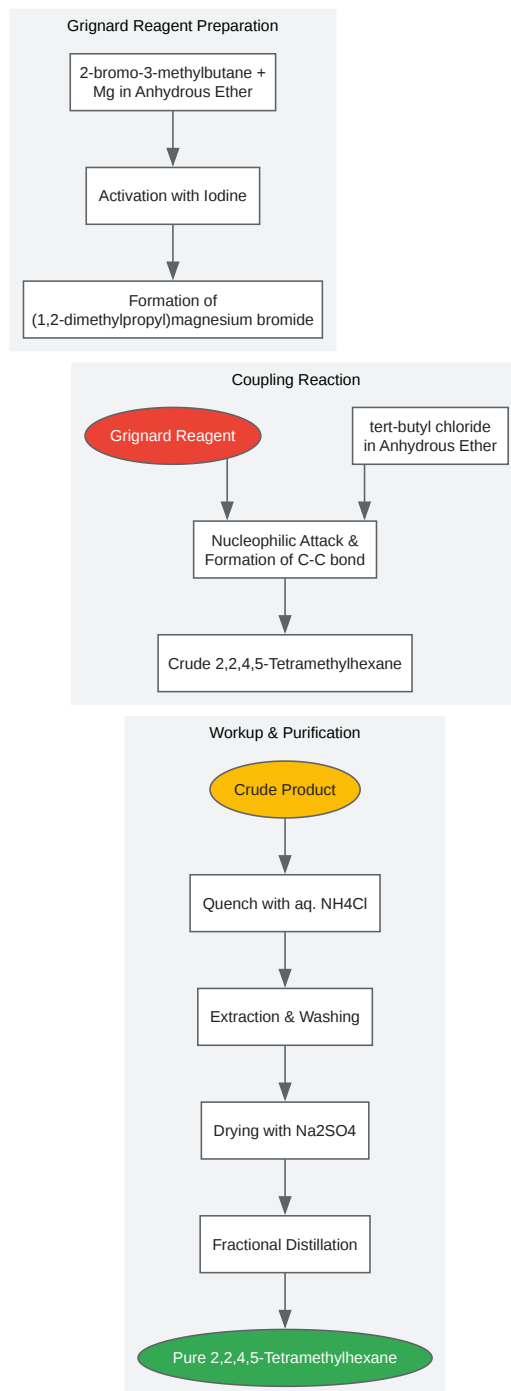 Grignard Reagent Preparation
2-bromo-3-methylbutane +
Mg in Anhydrous Ether
Activation with Iodine
Formation of
(1,2-dimethylpropyl)magnesium bromide
Coupling Reaction
Grignard Reagent
tert-butyl chloride
in Anhydrous Ether
Nucleophilic Attack &
Formation of C-C bond
Crude 2,2,4,5-Tetramethylhexane
Workup & Purification
Crude Product
Quench with aq. NH4Cl
Extraction & Washing
Drying with Na2SO4
Fractional Distillation
Pure 2,2,4,5-Tetramethylhexane